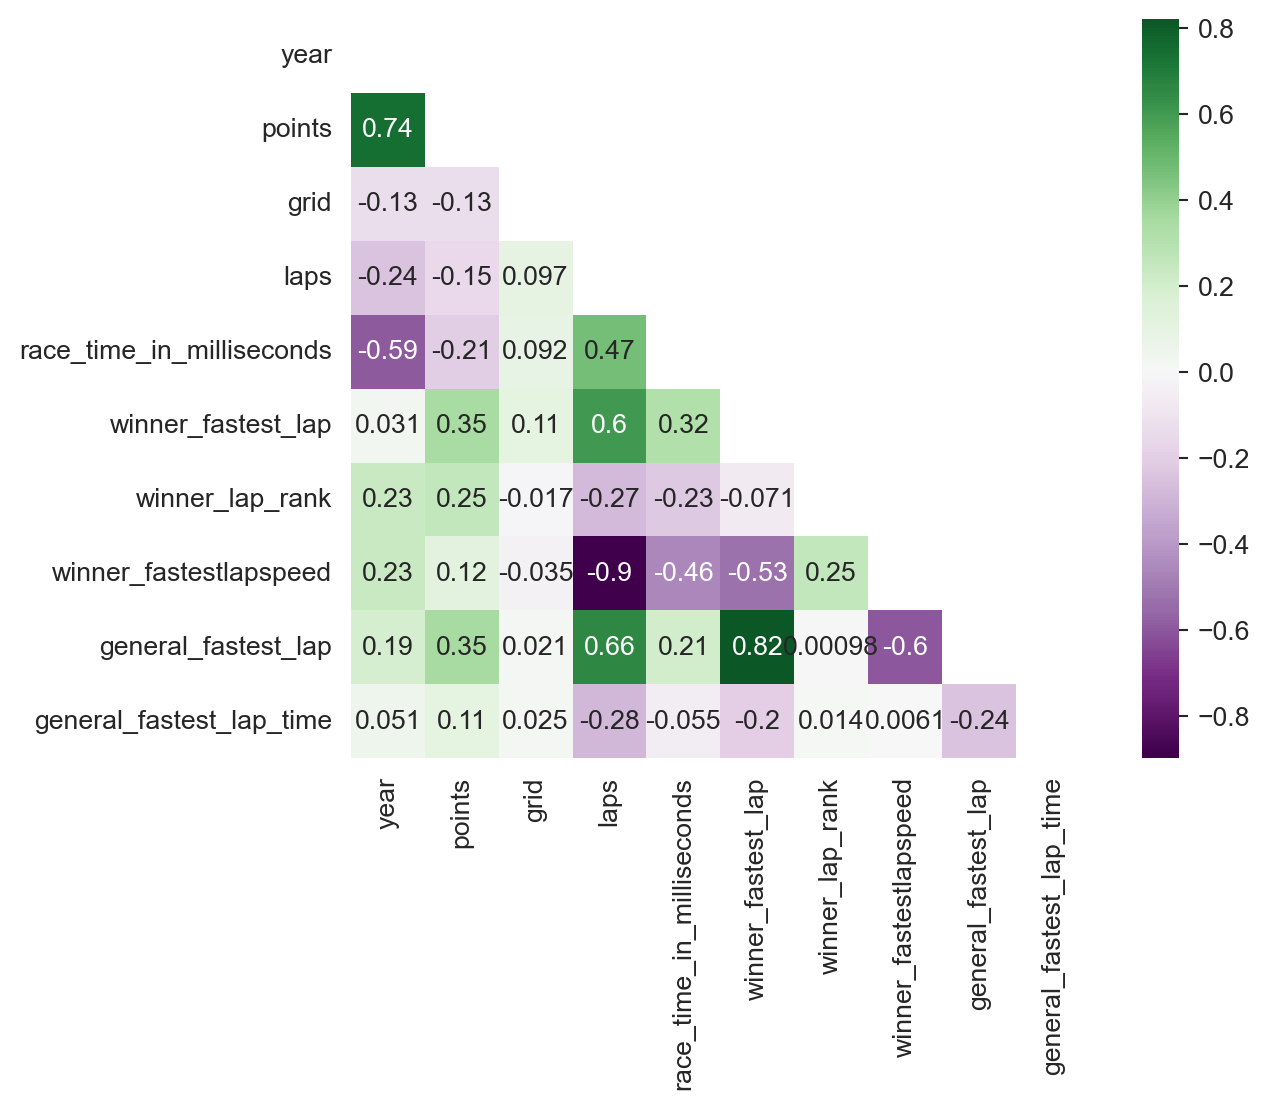 year
points 0.74
grid -0.13 -0.13
laps -0.24 -0.15 0.097
race_time_in_milliseconds -0.59 -0.21 0.092 0.47
winner_fastest_lap 0.031 0.35 0.11 0.6 0.32
winner_lap_rank 0.23 0.25 -0.017 -0.27 -0.23 -0.071
winner_fastestlapspeed 0.23 0.12 -0.035 -0.9 -0.46 -0.53 0.25
general_fastest_lap 0.19 0.35 0.021 0.66 0.21 0.82 0.00098 -0.6
general_fastest_lap_time 0.051 0.11 0.025 -0.28 -0.055 -0.2 0.014 0.0061 -0.24
year
points
grid
laps
race_time_in_milliseconds
winner_fastest_lap
winner_lap_rank
winner_fastestlapspeed
general_fastest_lap
general_fastest_lap_time
0.8
0.6
0.4
0.2
0.0
−0.2
−0.4
−0.6
−0.8